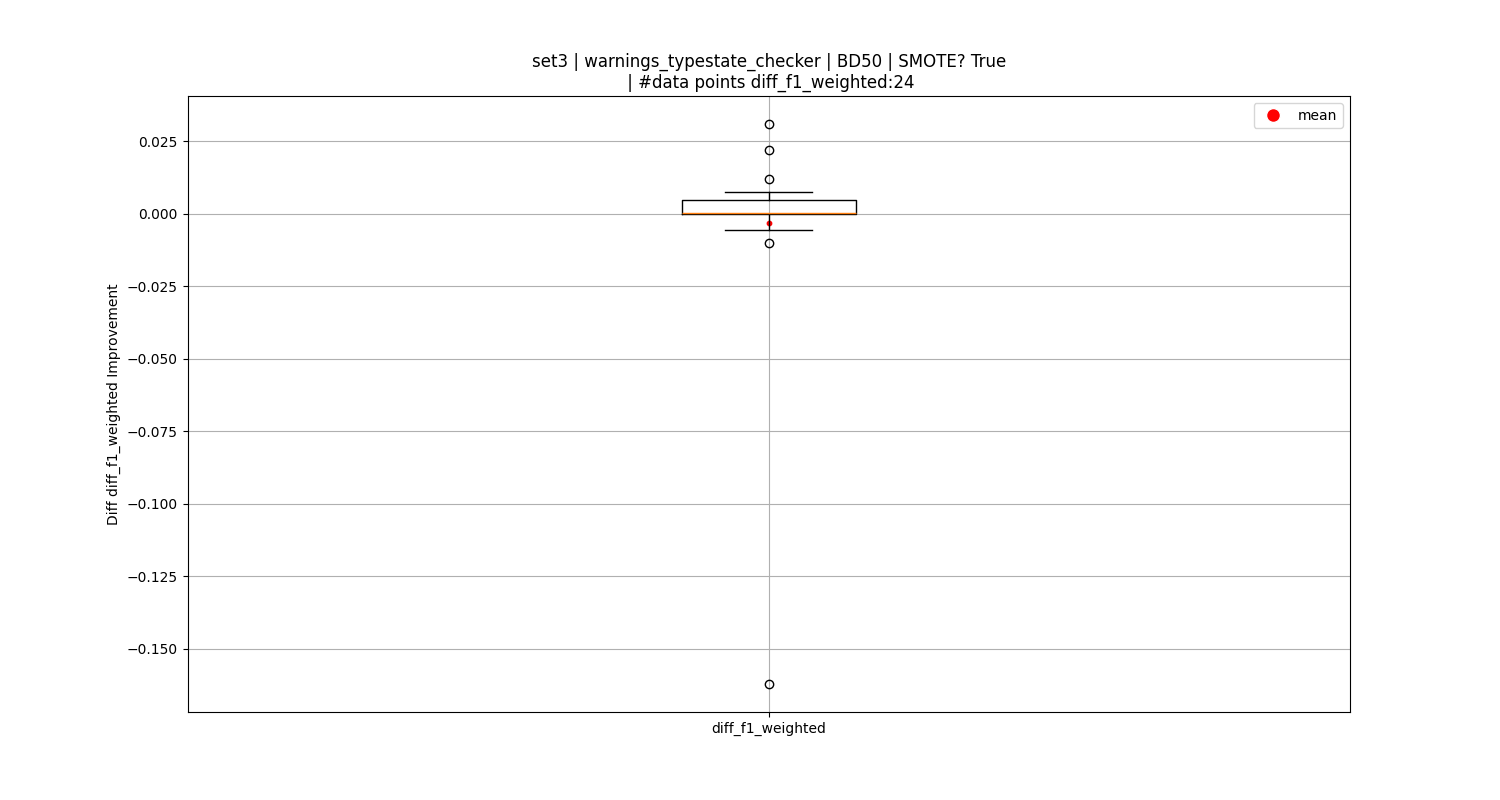 set3 | warnings_typestate_checker | BD50 | SMOTE? True
| #data points diff_f1_weighted:24
mean
0.025
0.000
−0.025
−0.050
−0.075
−0.100
−0.125
−0.150
Diff diff_f1_weighted Improvement
diff_f1_weighted